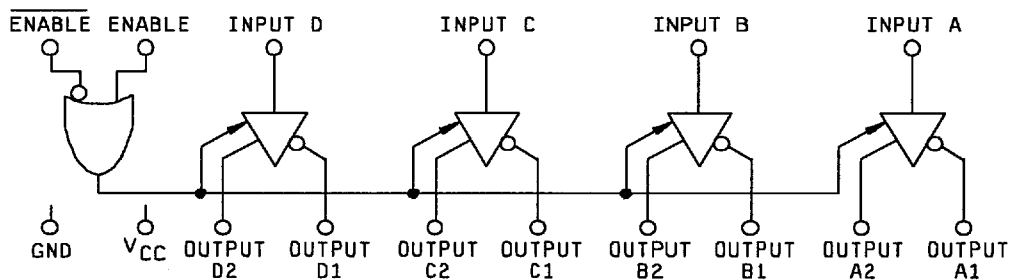 ENABLE ENABLE INPUT D INPUT C INPUT B INPUT A
GND VCC OUTPUT D2 OUTPUT D1 OUTPUT C2 OUTPUT C1 OUTPUT B2 OUTPUT B1 OUTPUT A2 OUTPUT A1